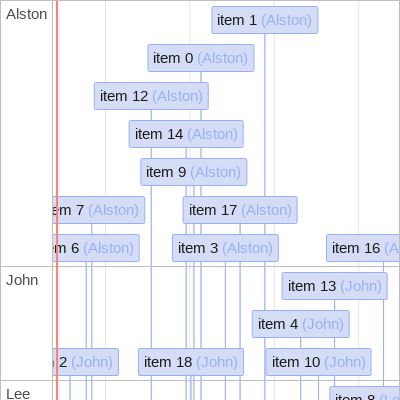 Alston
item 1 (Alston)
item 0 (Alston)
item 12 (Alston)
item 14 (Alston)
item 9 (Alston)
7 (Alston)
item 17 (Alston)
6 (Alston)
item 3 (Alston)
item 16
John
item 13 (John)
item 4 (John)
2 (John)
item 18 (John)
item 10 (John)
Lee
item 8